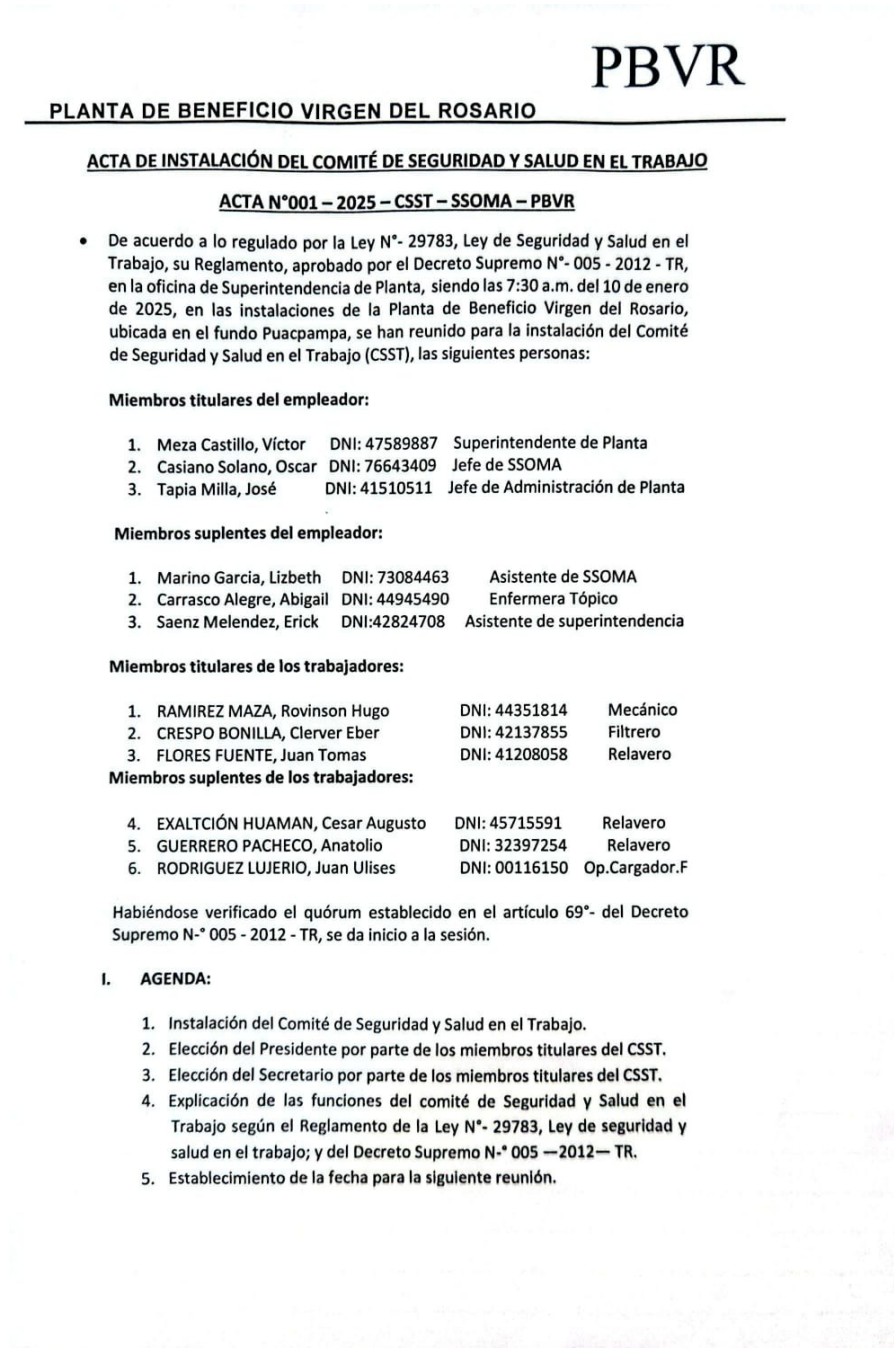 PBVR
PLANTA DE BENEFICIO VIRGEN DEL ROSARIO
ACTA DE INSTALACIÓN DEL COMITÉ DE SEGURIDAD Y SALUD EN EL TRABAJO
ACTA N°001 – 2025 – CSST – SSOMA – PBVR
• De acuerdo a lo regulado por la Ley N°- 29783, Ley de Seguridad y Salud en el
Trabajo, su Reglamento, aprobado por el Decreto Supremo N°- 005 - 2012 - TR,
en la oficina de Superintendencia de Planta, siendo las 7:30 a.m. del 10 de enero
de 2025, en las instalaciones de la Planta de Beneficio Virgen del Rosario,
ubicada en el fundo Puacpampa, se han reunido para la instalación del Comité
de Seguridad y Salud en el Trabajo (CSST), las siguientes personas:
Miembros titulares del empleador:
1. Meza Castillo, Víctor DNI: 47589887 Superintendente de Planta
2. Casiano Solano, Oscar DNI: 76643409 Jefe de SSOMA
3. Tapia Milla, José DNI: 41510511 Jefe de Administración de Planta
Miembros suplentes del empleador:
1. Marino Garcia, Lizbeth DNI: 73084463 Asistente de SSOMA
2. Carrasco Alegre, Abigail DNI: 44945490 Enfermera Tópico
3. Saenz Melendez, Erick DNI:42824708 Asistente de superintendencia
Miembros titulares de los trabajadores:
1. RAMIREZ MAZA, Rovinson Hugo DNI: 44351814 Mecánico
2. CRESPO BONILLA, Clerver Eber DNI: 42137855 Filtrero
3. FLORES FUENTE, Juan Tomas DNI: 41208058 Relavero
Miembros suplentes de los trabajadores:
4. EXALTCIÓN HUAMAN, Cesar Augusto DNI: 45715591 Relavero
5. GUERRERO PACHECO, Anatolio DNI: 32397254 Relavero
6. RODRIGUEZ LUJERIO, Juan Ulises DNI: 00116150 Op.Cargador.F
Habiéndose verificado el quórum establecido en el artículo 69°- del Decreto
Supremo N-° 005 - 2012 - TR, se da inicio a la sesión.
I. AGENDA:
1. Instalación del Comité de Seguridad y Salud en el Trabajo.
2. Elección del Presidente por parte de los miembros titulares del CSST.
3. Elección del Secretario por parte de los miembros titulares del CSST.
4. Explicación de las funciones del comité de Seguridad y Salud en el
Trabajo según el Reglamento de la Ley N°- 29783, Ley de seguridad y
salud en el trabajo; y del Decreto Supremo N-° 005 —2012— TR.
5. Establecimiento de la fecha para la siguiente reunión.